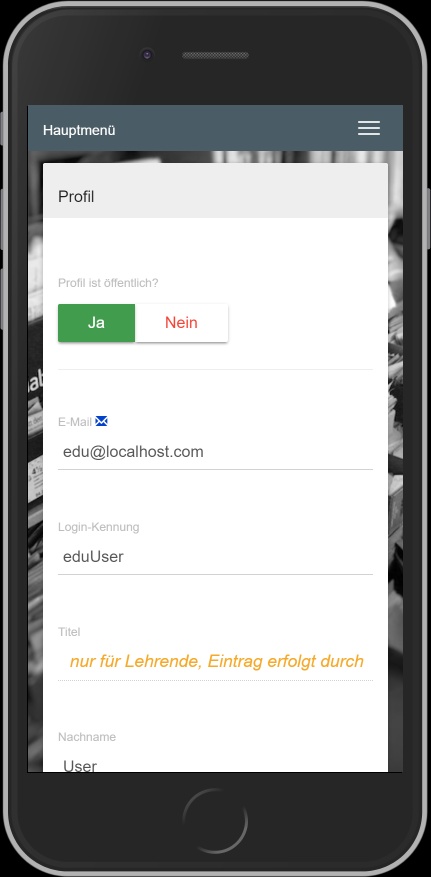 Hauptmenü
Profil
Profil ist öffentlich?
Ja Nein
E-Mail
edu@localhost.com
Login-Kennung
eduUser
Titel
nur für Lehrende, Eintrag erfolgt durch
Nachname
User